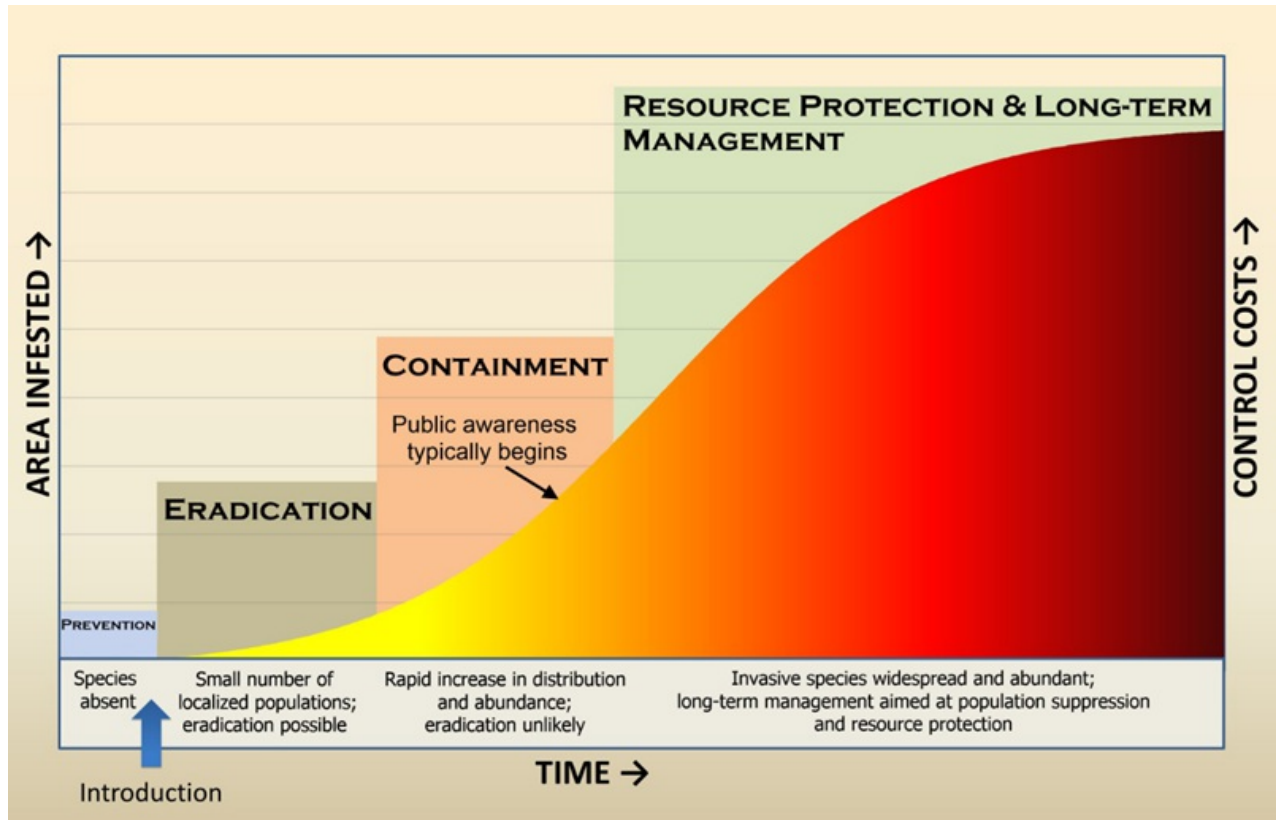 RESOURCE PROTECTION & LONG-TERM
MANAGEMENT
CONTAINMENT
Public awareness
typically begins
ERADICATION
PREVENTION
AREA INFESTED →
CONTROL COSTS →
Species
absent
Small number of
localized populations;
eradication possible
Rapid increase in distribution
and abundance;
eradication unlikely
Invasive species widespread and abundant;
long-term management aimed at population suppression
and resource protection
Introduction
TIME →